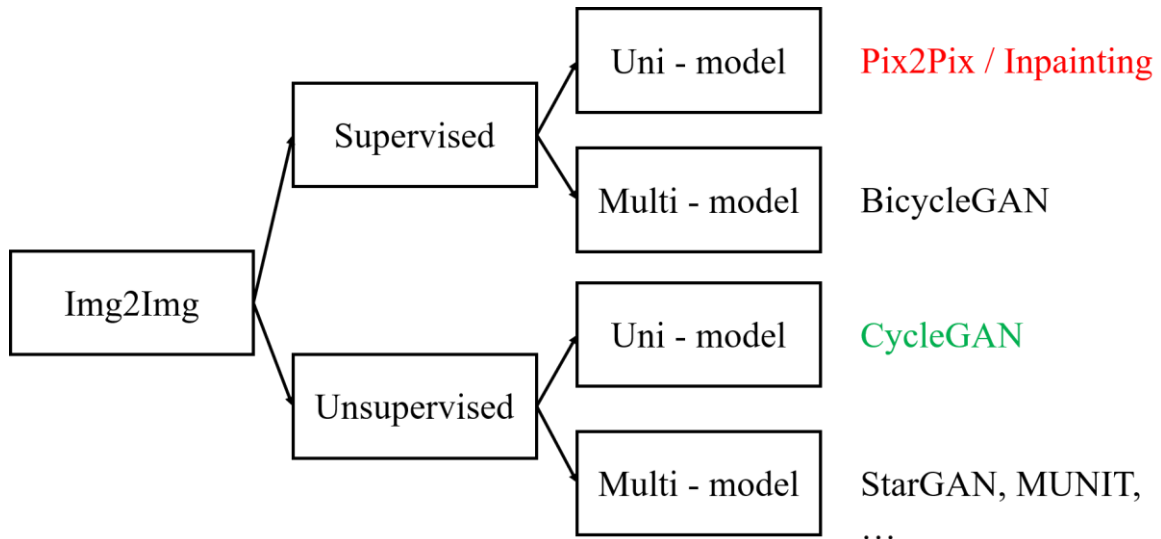 Uni - model
Pix2Pix / Inpainting
Supervised
Multi - model
BicycleGAN
Img2Img
Uni - model
CycleGAN
Unsupervised
Multi - model
StarGAN, MUNIT,
...